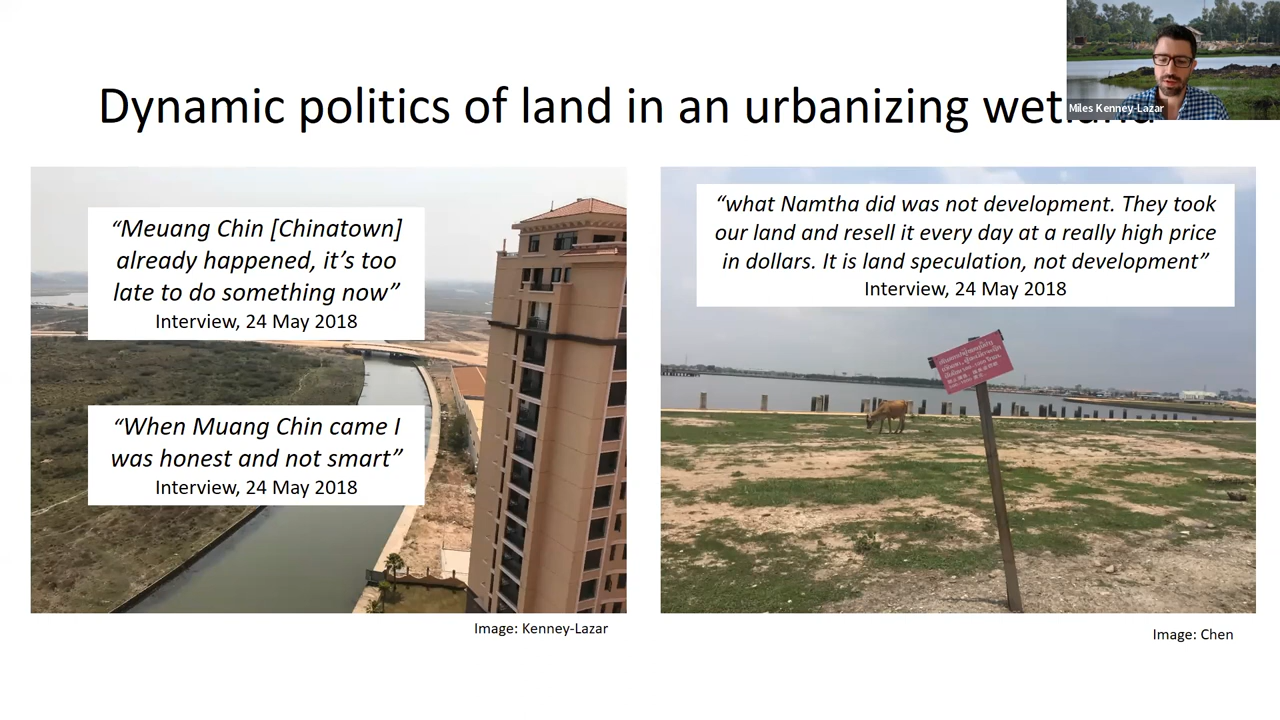 Dynamic politics of land in an urbanizing wetland
Miles Kenney-Lazar
“Meuang Chin [Chinatown]
already happened, it’s too
late to do something now”
Interview, 24 May 2018
“When Muang Chin came I
was honest and not smart”
Interview, 24 May 2018
“what Namtha did was not development. They took
our land and resell it every day at a really high price
in dollars. It is land speculation, not development”
Interview, 24 May 2018
Image: Kenney-Lazar
Image: Chen